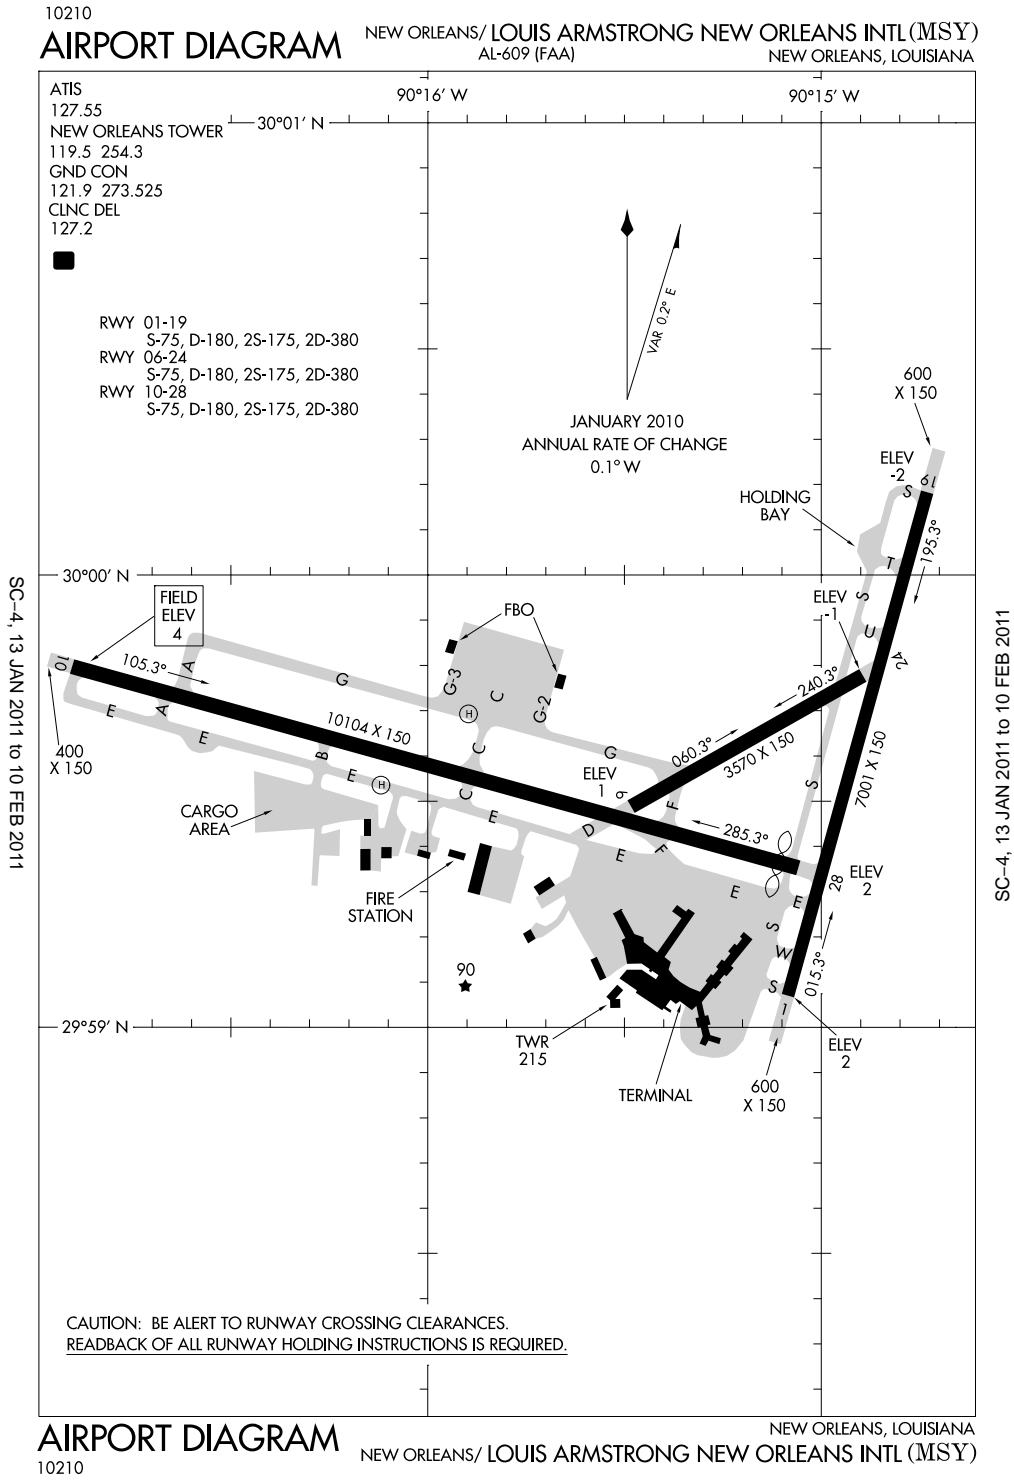 10210
AIRPORT DIAGRAM
NEW ORLEANS/ LOUIS ARMSTRONG NEW ORLEANS INTL (MSY)
AL-609 (FAA)
NEW ORLEANS, LOUISIANA
ATIS
127.55
NEW ORLEANS TOWER
119.5 254.3
GND CON
121.9 273.525
CLNC DEL
127.2
90°16' W
90°15' W
30°01' N
RWY 01-19
S-75, D-180, 2S-175, 2D-380
RWY 06-24
S-75, D-180, 2S-175, 2D-380
RWY 10-28
S-75, D-180, 2S-175, 2D-380
VAR 0.2° E
JANUARY 2010
ANNUAL RATE OF CHANGE
0.1° W
600
X 150
ELEV
-2
19
S
HOLDING
BAY
195.3°
T
30°00' N
FIELD
ELEV
4
FBO
ELEV
-1
S
U
24
10
105.3°
A
G
G-3
C
G-2
240.3°
E
A
E
10104 X 150
H
C
G
060.3°
3570 X 150
7001 X 150
400
X 150
B
E
H
C
ELEV
1
6
F
S
CARGO
AREA
E
D
E
F
285.3°
E
E
28
ELEV
2
FIRE
STATION
S
W
S
015.3°
1
90
29°59' N
TWR
215
TERMINAL
ELEV
2
600
X 150
SC-4, 13 JAN 2011 to 10 FEB 2011
SC-4, 13 JAN 2011 to 10 FEB 2011
CAUTION: BE ALERT TO RUNWAY CROSSING CLEARANCES.
READBACK OF ALL RUNWAY HOLDING INSTRUCTIONS IS REQUIRED.
AIRPORT DIAGRAM
10210
NEW ORLEANS, LOUISIANA
NEW ORLEANS/ LOUIS ARMSTRONG NEW ORLEANS INTL (MSY)